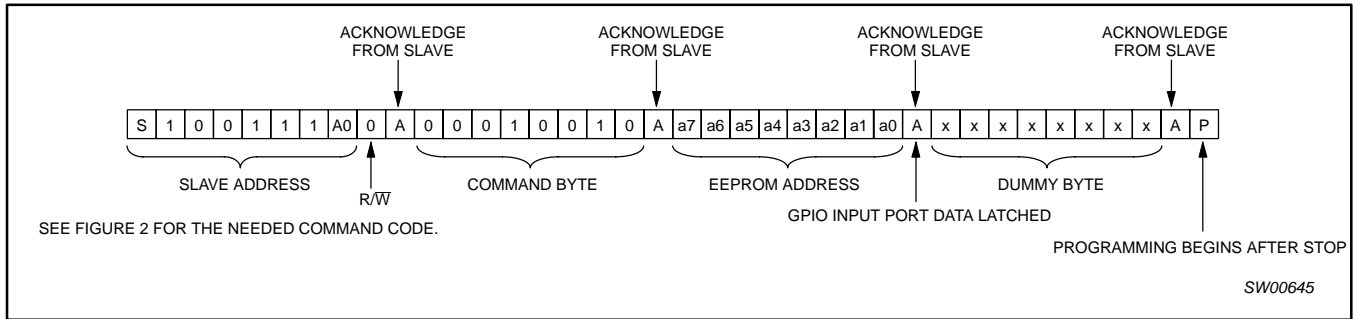 ACKNOWLEDGE FROM SLAVE
ACKNOWLEDGE FROM SLAVE
ACKNOWLEDGE FROM SLAVE
ACKNOWLEDGE FROM SLAVE
S 1 0 0 1 1 1 A0 0 A 0 0 0 1 0 0 1 0 A a7 a6 a5 a4 a3 a2 a1 a0 A x x x x x x x x A P
SLAVE ADDRESS
R/W̅
COMMAND BYTE
EEPROM ADDRESS
DUMMY BYTE
GPIO INPUT PORT DATA LATCHED
SEE FIGURE 2 FOR THE NEEDED COMMAND CODE.
PROGRAMMING BEGINS AFTER STOP
SW00645